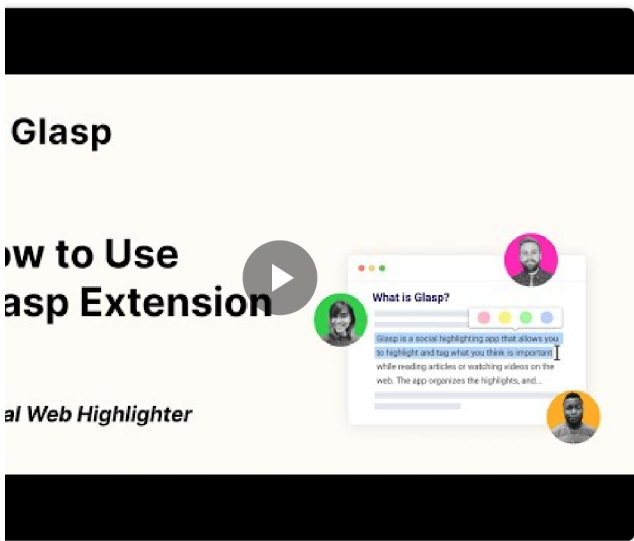 Glasp
ow to Use
asp Extension
al Web Highlighter
What is Glasp?
Glasp is a social highlighting app that allows you
to highlight and tag what you think is important
while reading articles or watching videos on the
web. The app organizes the highlights, and...